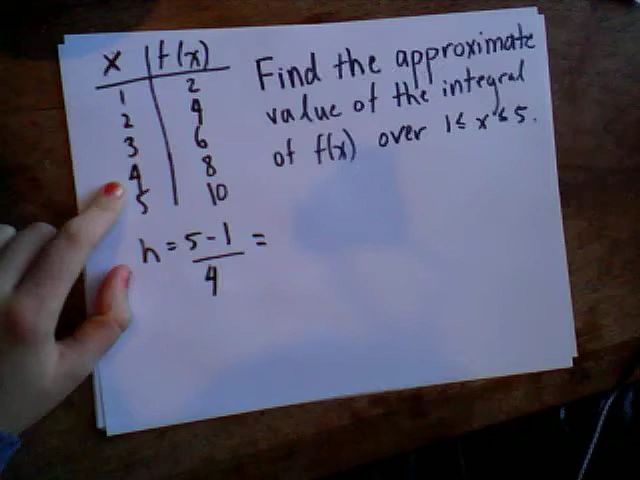 x f(x)
1 2
2 4
3 6
4 8
5 10
Find the approximate
value of the integral
of f(x) over 1 ≤ x ≤ 5.
h = 5-1 =
4